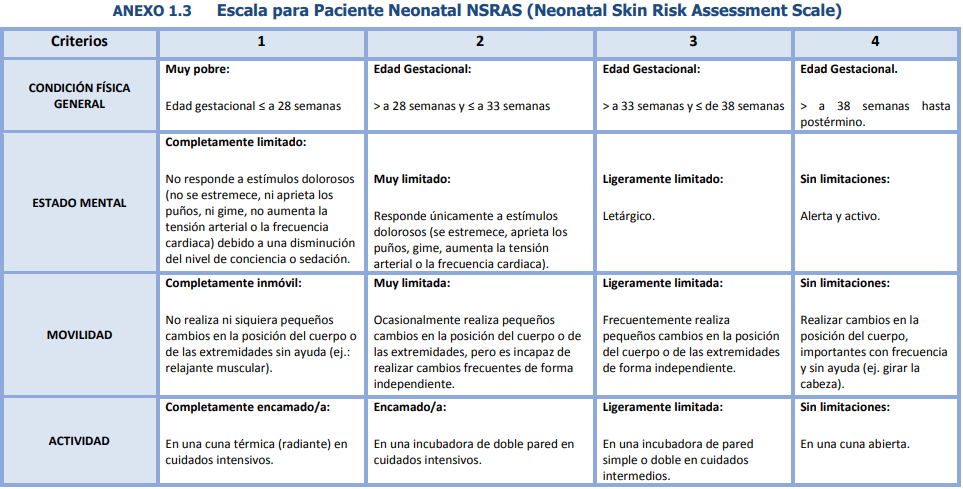 ANEXO 1.3 Escala para Paciente Neonatal NSRAS (Neonatal Skin Risk Assessment Scale)
Criterios 1 2 3 4
CONDICIÓN FÍSICA
GENERAL
Muy pobre:
Edad gestacional ≤ a 28 semanas
Edad Gestacional:
> a 28 semanas y ≤ a 33 semanas
Edad Gestacional:
> a 33 semanas y ≤ de 38 semanas
Edad Gestacional.
> a 38 semanas hasta
postérmino.
ESTADO MENTAL
Completamente limitado:
No responde a estímulos dolorosos
(no se estremece, ni aprieta los
puños, ni gime, no aumenta la
tensión arterial o la frecuencia
cardiaca) debido a una disminución
del nivel de conciencia o sedación.
Muy limitado:
Responde únicamente a estímulos
dolorosos (se estremece, aprieta los
puños, gime, aumenta la tensión
arterial o la frecuencia cardiaca).
Ligeramente limitado:
Letárgico.
Sin limitaciones:
Alerta y activo.
MOVILIDAD
Completamente inmóvil:
No realiza ni siquiera pequeños
cambios en la posición del cuerpo o
de las extremidades sin ayuda (ej.:
relajante muscular).
Muy limitada:
Ocasionalmente realiza pequeños
cambios en la posición del cuerpo o de
las extremidades, pero es incapaz de
realizar cambios frecuentes de forma
independiente.
Ligeramente limitada:
Frecuentemente realiza
pequeños cambios en la posición
del cuerpo o de las extremidades
de forma independiente.
Sin limitaciones:
Realizar cambios en la
posición del cuerpo,
importantes con frecuencia
y sin ayuda (ej. girar la
cabeza).
ACTIVIDAD
Completamente encamado/a:
En una cuna térmica (radiante) en
cuidados intensivos.
Encamado/a:
En una incubadora de doble pared en
cuidados intensivos.
Ligeramente limitada:
En una incubadora de pared
simple o doble en cuidados
intermedios.
Sin limitaciones:
En una cuna abierta.